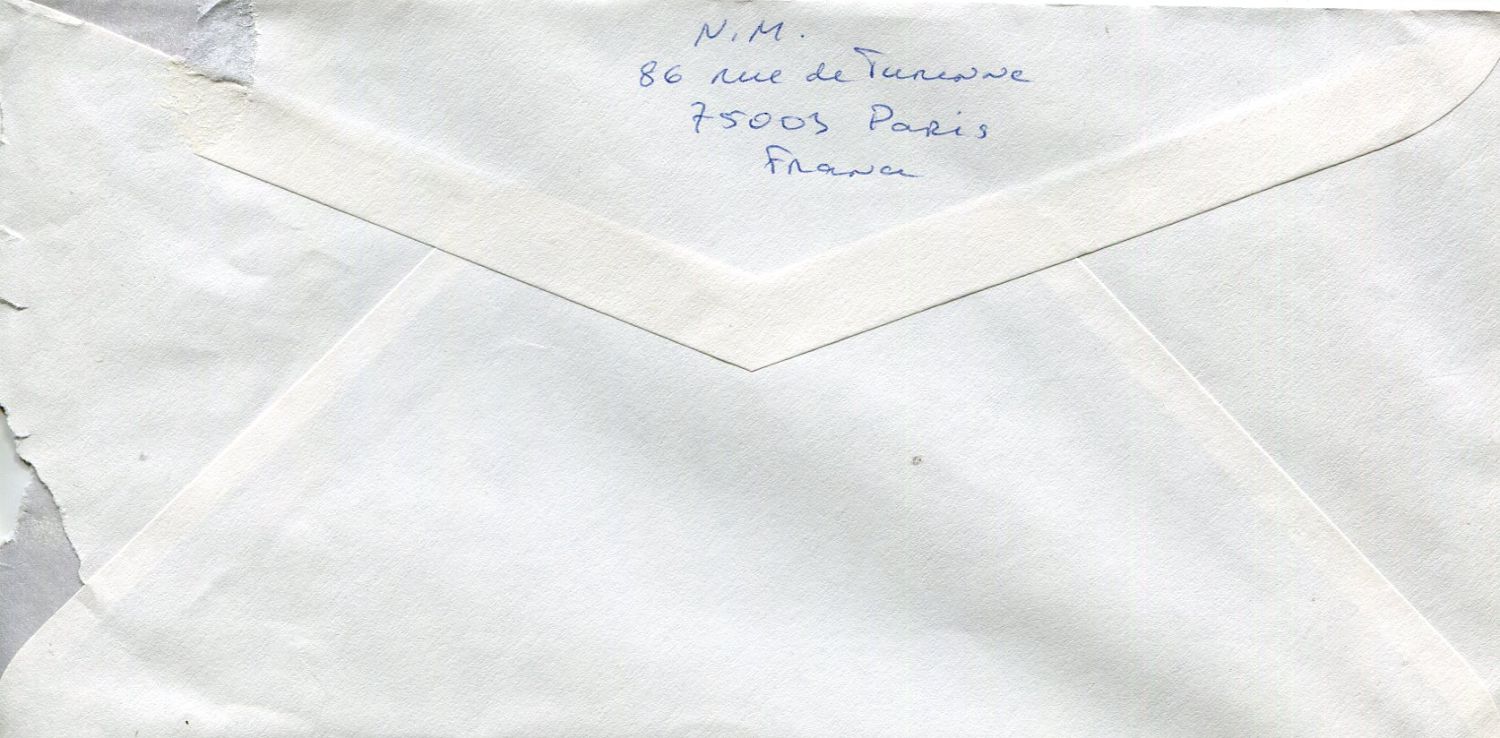 N.M.
86 rue de Turenne
75003 Paris
France